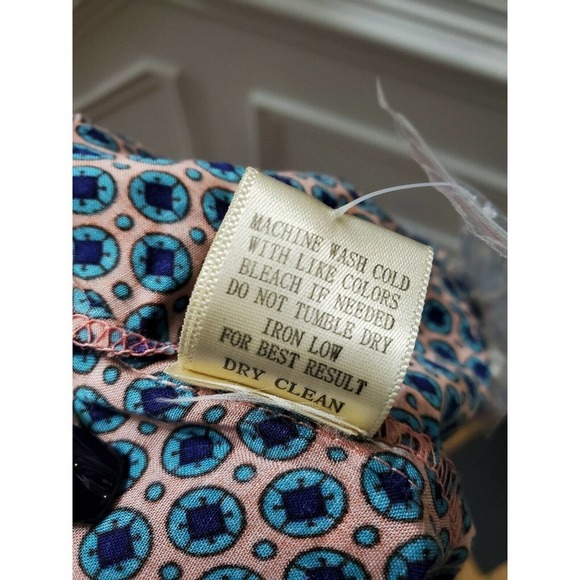 MACHINE WASH COLD
WITH LIKE COLORS
BLEACH IF NEEDED
DO NOT TUMBLE DRY
IRON LOW
FOR BEST RESULT
DRY CLEAN